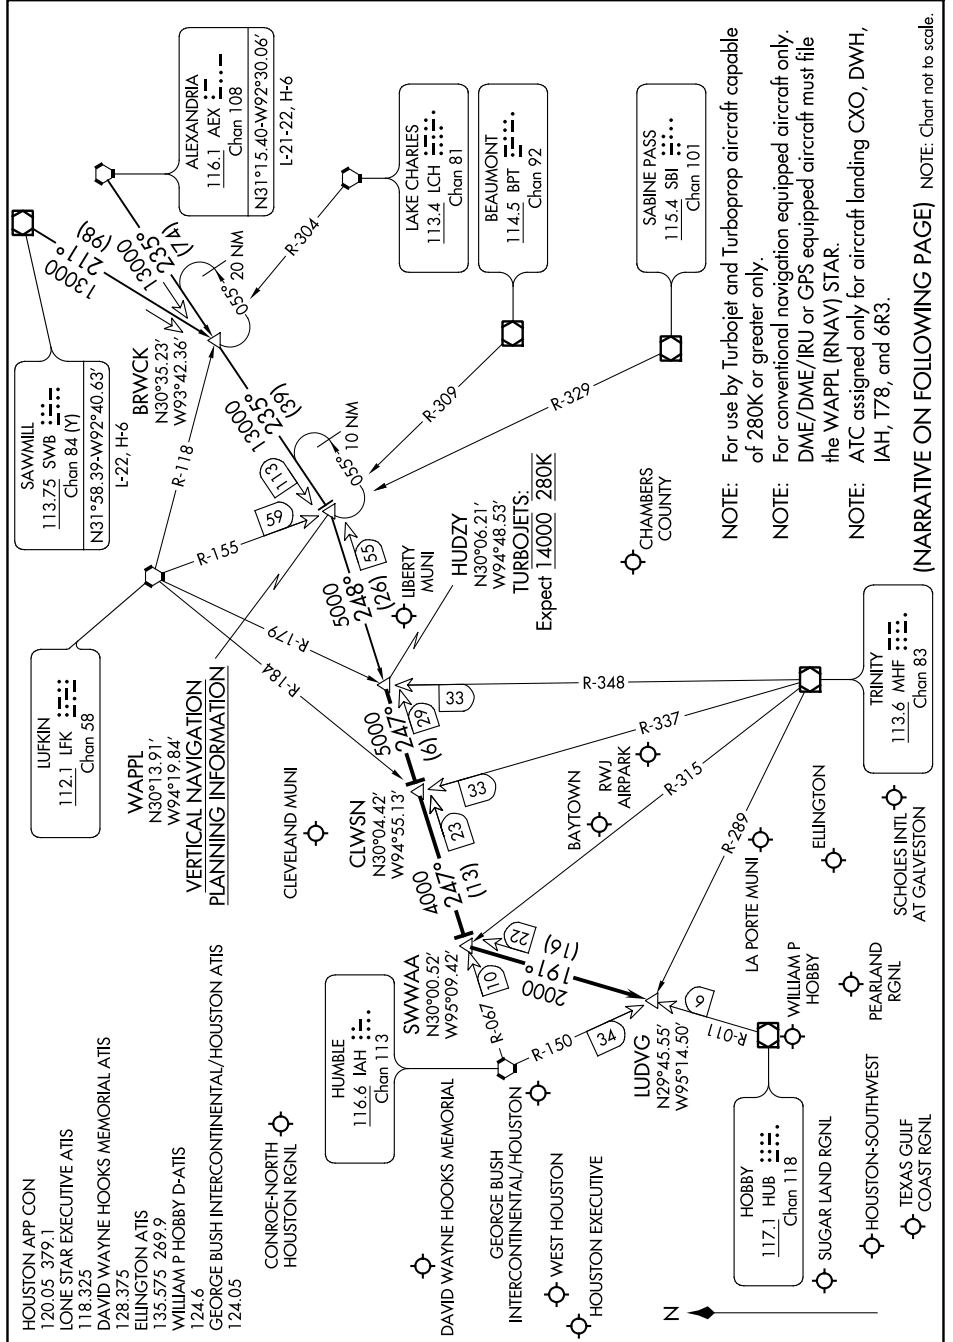 HOUSTON APP CON
120.05 379.1
LONE STAR EXECUTIVE ATIS
118.325
DAVID WAYNE HOOKS MEMORIAL ATIS
128.375
ELLINGTON ATIS
135.575 269.9
WILLIAM P HOBBY D-ATIS
124.6
GEORGE BUSH INTERCONTINENTAL/HOUSTON ATIS
124.05
LUFKIN
112.1 LFK
Chan 58
SAWMILL
113.75 SWB
Chan 84 (Y)
N31°58.39-W92°40.63'
L-22, H-6
ALEXANDRIA
116.1 AEX
Chan 108
N31°15.40-W92°30.06'
L-21-22, H-6
13000
211°
(98)
13000
235°
(74)
BRWCK
N30°35.23'
W93°42.36'
055°
20 NM
R-304
R-118
LAKE CHARLES
113.4 LCH
Chan 81
BEAUMONT
114.5 BPT
Chan 92
SABINE PASS
115.4 SBI
Chan 101
13000
235°
(39)
113
59
R-155
055°
10 NM
R-309
R-329
WAPPL
N30°13.91'
W94°19.84'
VERTICAL NAVIGATION
PLANNING INFORMATION
R-179
R-184
5000
248°
(26)
55
LIBERTY
MUNI
HUDZY
N30°06.21'
W94°48.53'
TURBOJETS:
Expect 14000 280K
CHAMBERS
COUNTY
CLEVELAND MUNI
CLWSN
N30°04.42'
W94°55.13'
5000
247°
(6)
29
33
R-348
33
R-337
23
4000
247°
(13)
BAYTOWN
RWJ
AIRPARK
R-315
R-289
TRINITY
113.6 MHF
Chan 83
HUMBLE
116.6 IAH
Chan 113
SWWAA
N30°00.52'
W95°09.42'
10
R-067
22
2000
191°
(16)
R-150
34
LUDVG
N29°45.55'
W95°14.50'
9
R-011
LA PORTE MUNI
ELLINGTON
SCHOLES INTL
AT GALVESTON
WILLIAM P
HOBBY
PEARLAND
RGNL
CONROE-NORTH
HOUSTON RGNL
DAVID WAYNE HOOKS MEMORIAL
GEORGE BUSH
INTERCONTINENTAL/HOUSTON
WEST HOUSTON
HOUSTON EXECUTIVE
HOBBY
117.1 HUB
Chan 118
SUGAR LAND RGNL
HOUSTON-SOUTHWEST
TEXAS GULF
COAST RGNL
N
NOTE: For use by Turbojet and Turboprop aircraft capable
of 280K or greater only.
NOTE: For conventional navigation equipped aircraft only.
DME/DME/IRU or GPS equipped aircraft must file
the WAPPL (RNAV) STAR.
NOTE: ATC assigned only for aircraft landing CXO, DWH,
IAH, T78, and 6R3.
(NARRATIVE ON FOLLOWING PAGE) NOTE: Chart not to scale.